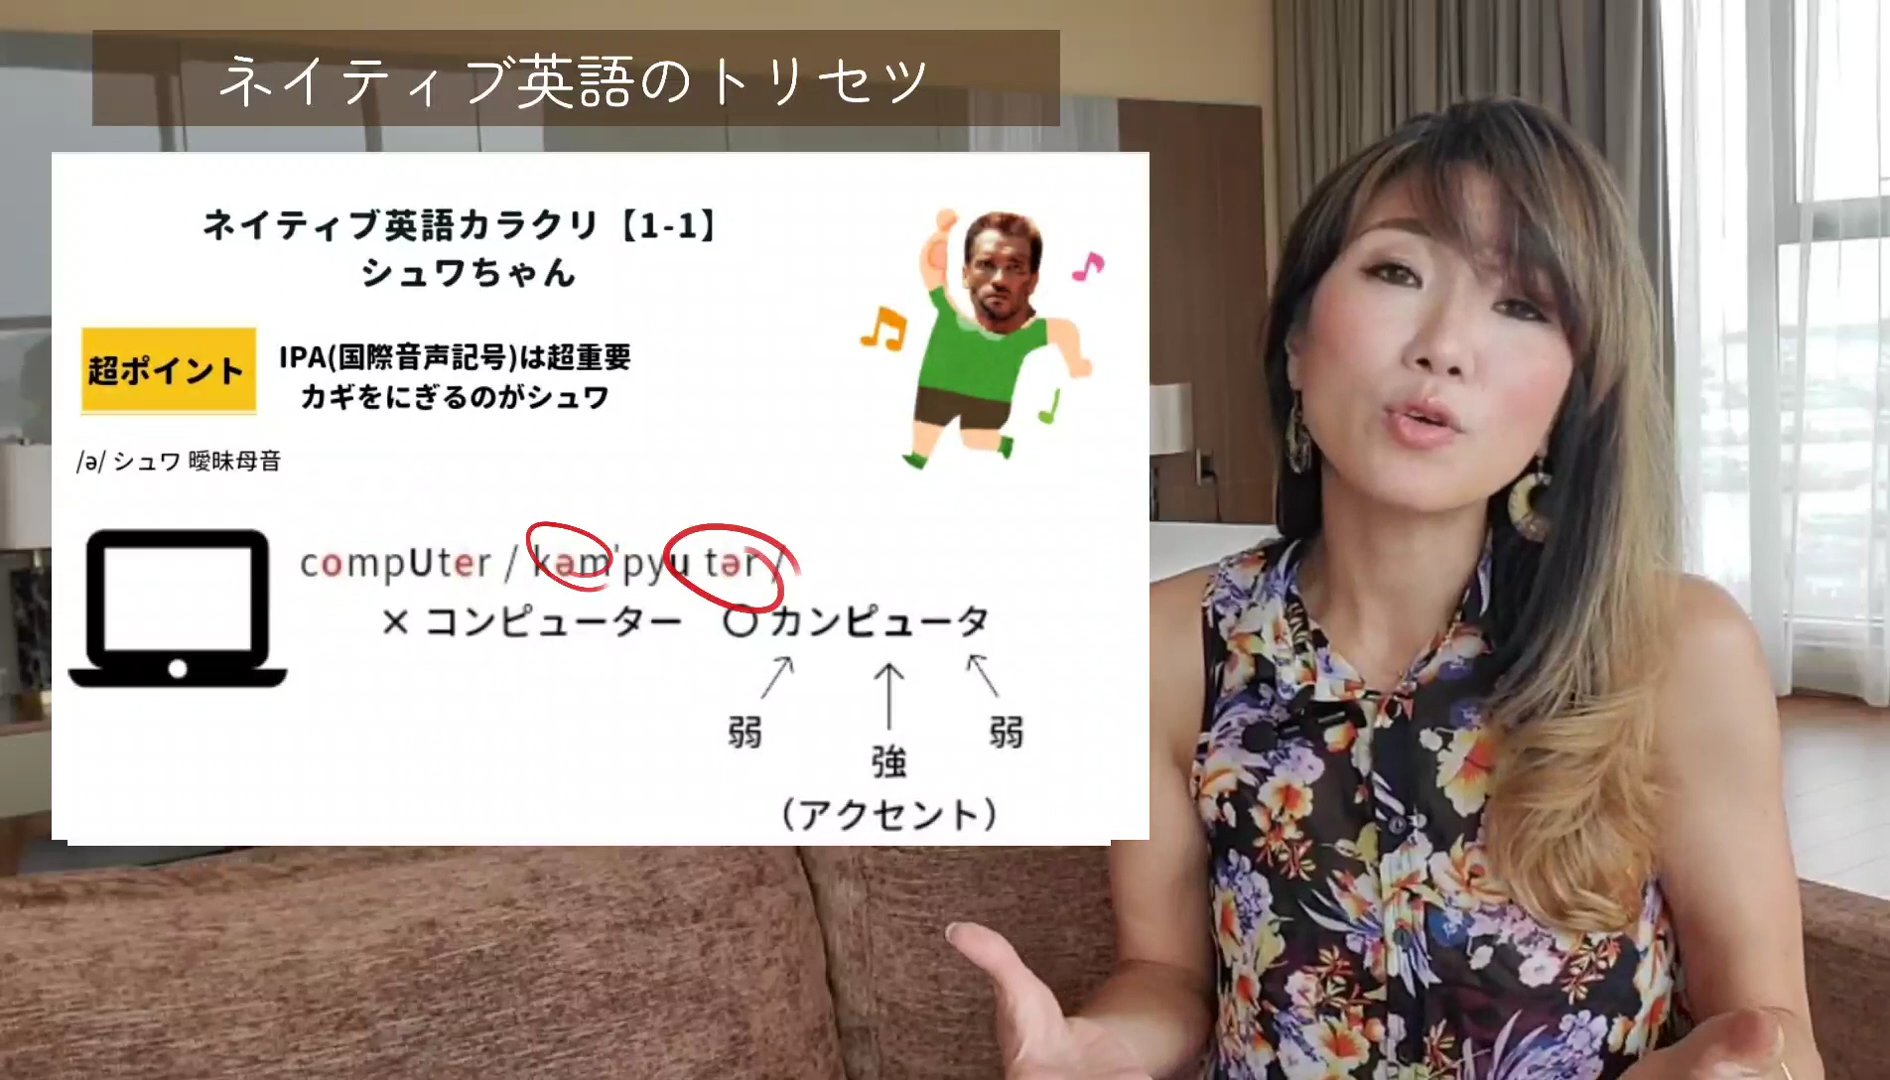 ネイティブ英語のトリセツ
ネイティブ英語カラクリ【1-1】
シュワちゃん
超ポイント
IPA(国際音声記号)は超重要
カギをにぎるのがシュワ
/ə/ シュワ 曖昧母音
compUter / kəm'pyu tər /
× コンピューター ○ カンピュータ
弱
強
弱
（アクセント）